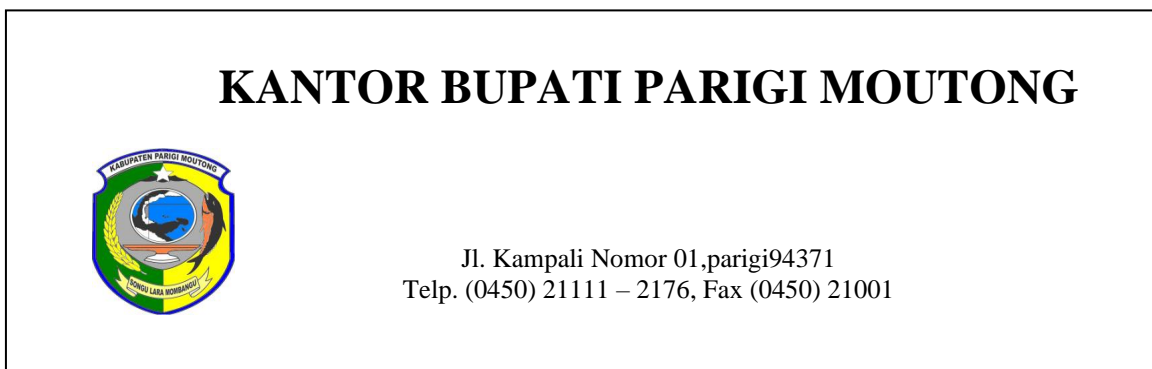 KANTOR BUPATI PARIGI MOUTONG
KABUPATEN PARIGI MOUTONG
SONGU LARA MOMBANGU
Jl. Kampali Nomor 01,parigi94371
Telp. (0450) 21111 – 2176, Fax (0450) 21001